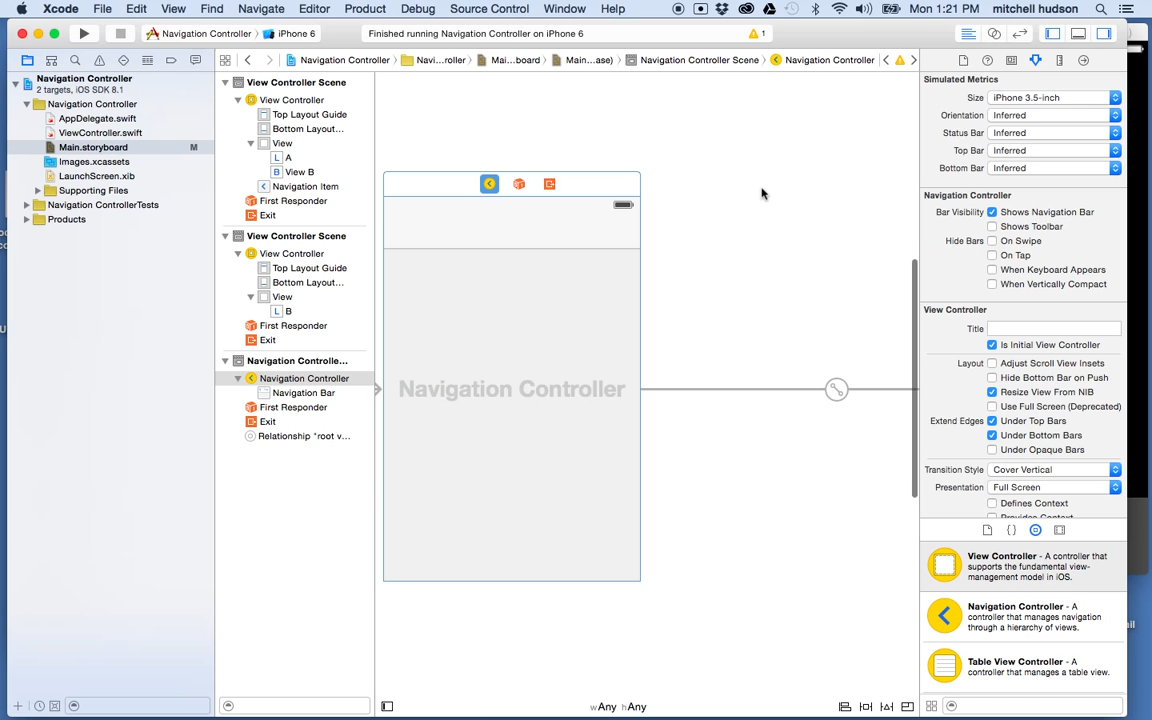 Xcode File Edit View Find Navigate Editor Product Debug Source Control Window Help Mon 1:21 PM mitchell hudson
Navigation Controller iPhone 6 Finished running Navigation Controller on iPhone 6 1
Navigation Controller Navi...roller Mai...board Main...ase) Navigation Controller Scene Navigation Controller
Navigation Controller
2 targets, iOS SDK 8.1
Navigation Controller
AppDelegate.swift
ViewController.swift
Main.storyboard M
Images.xcassets
LaunchScreen.xib
Supporting Files
Navigation ControllerTests
Products
View Controller Scene
View Controller
Top Layout Guide
Bottom Layout...
View
L A
B View B
Navigation Item
First Responder
Exit
View Controller Scene
View Controller
Top Layout Guide
Bottom Layout...
View
L B
First Responder
Exit
Navigation Controlle...
Navigation Controller
Navigation Bar
First Responder
Exit
Relationship "root v...
Navigation Controller
wAny hAny
Simulated Metrics
Size iPhone 3.5-inch
Orientation Inferred
Status Bar Inferred
Top Bar Inferred
Bottom Bar Inferred
Navigation Controller
Bar Visibility Shows Navigation Bar
Shows Toolbar
Hide Bars On Swipe
On Tap
When Keyboard Appears
When Vertically Compact
View Controller
Title
Is Initial View Controller
Layout Adjust Scroll View Insets
Hide Bottom Bar on Push
Resize View From NIB
Use Full Screen (Deprecated)
Extend Edges Under Top Bars
Under Bottom Bars
Under Opaque Bars
Transition Style Cover Vertical
Presentation Full Screen
Defines Context
Provides Context
View Controller - A controller that
supports the fundamental view-
management model in iOS.
Navigation Controller - A
controller that manages navigation
through a hierarchy of views.
Table View Controller - A
controller that manages a table view.